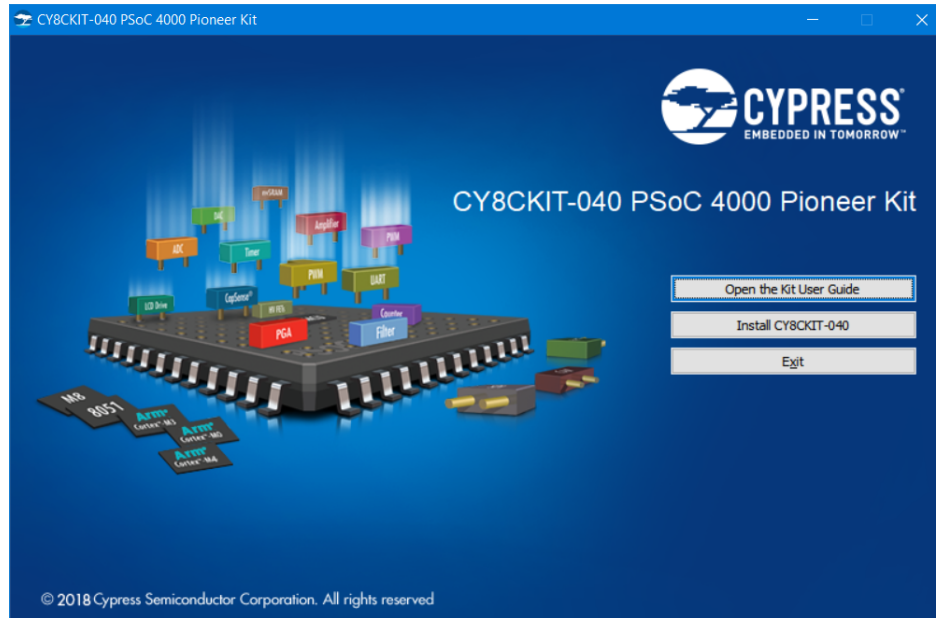 CY8CKIT-040 PSoC 4000 Pioneer Kit
CYPRESS®
EMBEDDED IN TOMORROW™
CY8CKIT-040 PSoC 4000 Pioneer Kit
nvSRAM
DAC
Amplifier
PWM
ADC
Timer
PWM
UART
LCD Drive
CapSense®
Counter
PGA
Filter
M8
8051
Arm®
Cortex®-M3
Arm®
Cortex®-M0
Arm®
Cortex®-M4
Open the Kit User Guide
Install CY8CKIT-040
Exit
© 2018 Cypress Semiconductor Corporation. All rights reserved